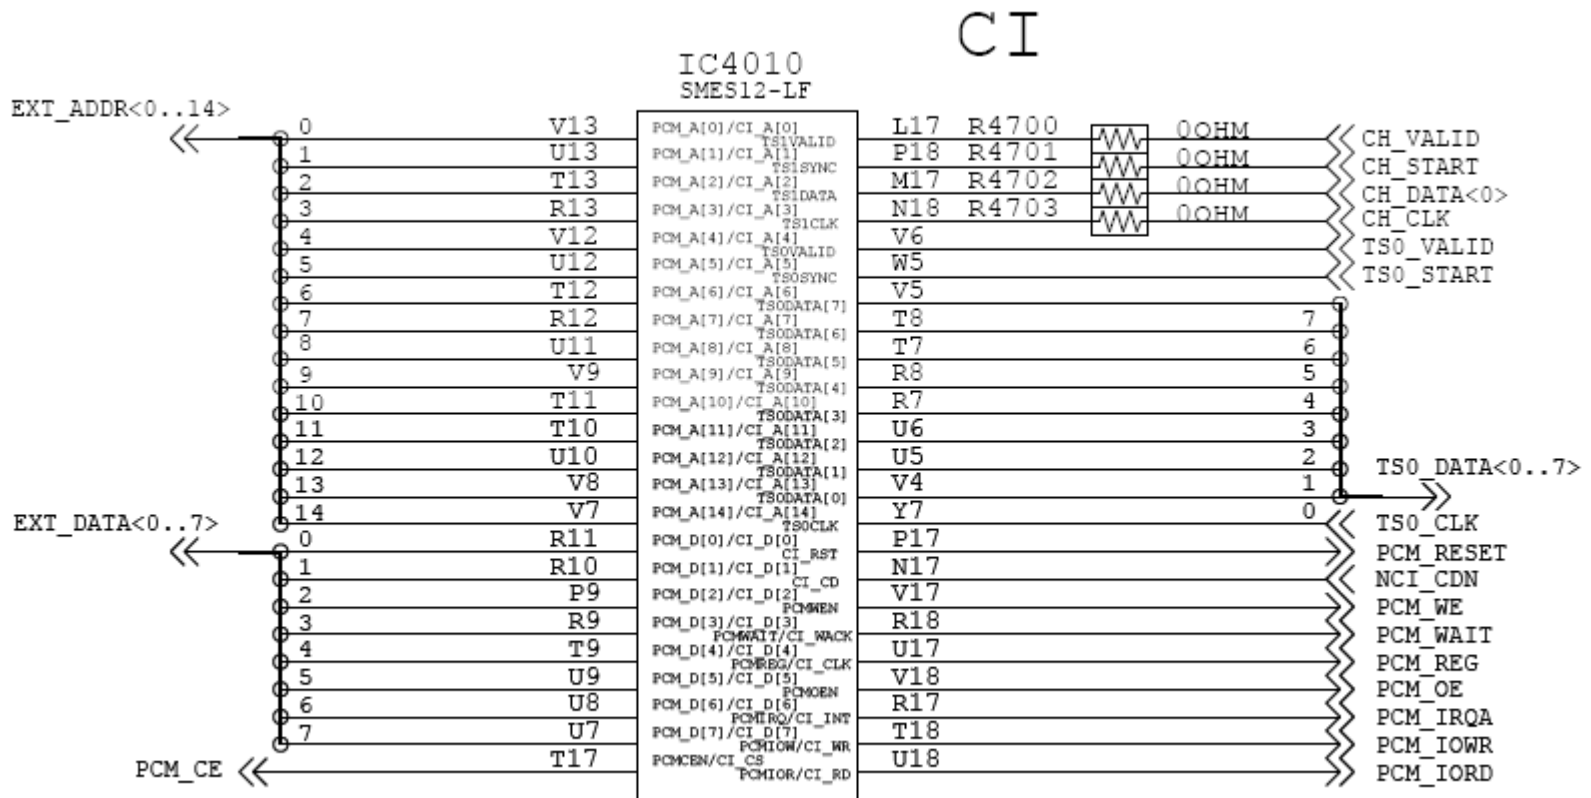 CI
IC4010
SMES12-LF
EXT_ADDR<0..14>
0 V13 PCM_A[0]/CI_A[0] L17 R4700 0OHM CH_VALID
TS1VALID
1 U13 PCM_A[1]/CI_A[1] P18 R4701 0OHM CH_START
TS1SYNC
2 T13 PCM_A[2]/CI_A[2] M17 R4702 0OHM CH_DATA<0>
TS1DATA
3 R13 PCM_A[3]/CI_A[3] N18 R4703 0OHM CH_CLK
TS1CLK
4 V12 PCM_A[4]/CI_A[4] V6 TS0_VALID
TS0VALID
5 U12 PCM_A[5]/CI_A[5] W5 TS0_START
TS0SYNC
6 T12 PCM_A[6]/CI_A[6] V5
TS0DATA[7]
7 R12 PCM_A[7]/CI_A[7] T8 7
TS0DATA[6]
8 U11 PCM_A[8]/CI_A[8] T7 6
TS0DATA[5]
9 V9 PCM_A[9]/CI_A[9] R8 5
TS0DATA[4]
10 T11 PCM_A[10]/CI_A[10] R7 4
TS0DATA[3]
11 T10 PCM_A[11]/CI_A[11] U6 3
TS0DATA[2]
12 U10 PCM_A[12]/CI_A[12] U5 2
TS0DATA[1] TS0_DATA<0..7>
13 V8 PCM_A[13]/CI_A[13] V4 1
TS0DATA[0]
14 V7 PCM_A[14]/CI_A[14] Y7 0
EXT_DATA<0..7> TS0CLK TS0_CLK
0 R11 PCM_D[0]/CI_D[0] P17
CI_RST PCM_RESET
1 R10 PCM_D[1]/CI_D[1] N17
CI_CD NCI_CDN
2 P9 PCM_D[2]/CI_D[2] V17
PCMWEN PCM_WE
3 R9 PCM_D[3]/CI_D[3] R18
PCMWAIT/CI_WACK PCM_WAIT
4 T9 PCM_D[4]/CI_D[4] U17
PCMREG/CI_CLK PCM_REG
5 U9 PCM_D[5]/CI_D[5] V18
PCMOEN PCM_OE
6 U8 PCM_D[6]/CI_D[6] R17
PCMIRQ/CI_INT PCM_IRQA
7 U7 PCM_D[7]/CI_D[7] T18
PCMIOW/CI_WR PCM_IOWR
T17 PCMCEN/CI_CS U18
PCM_CE PCMIOR/CI_RD PCM_IORD